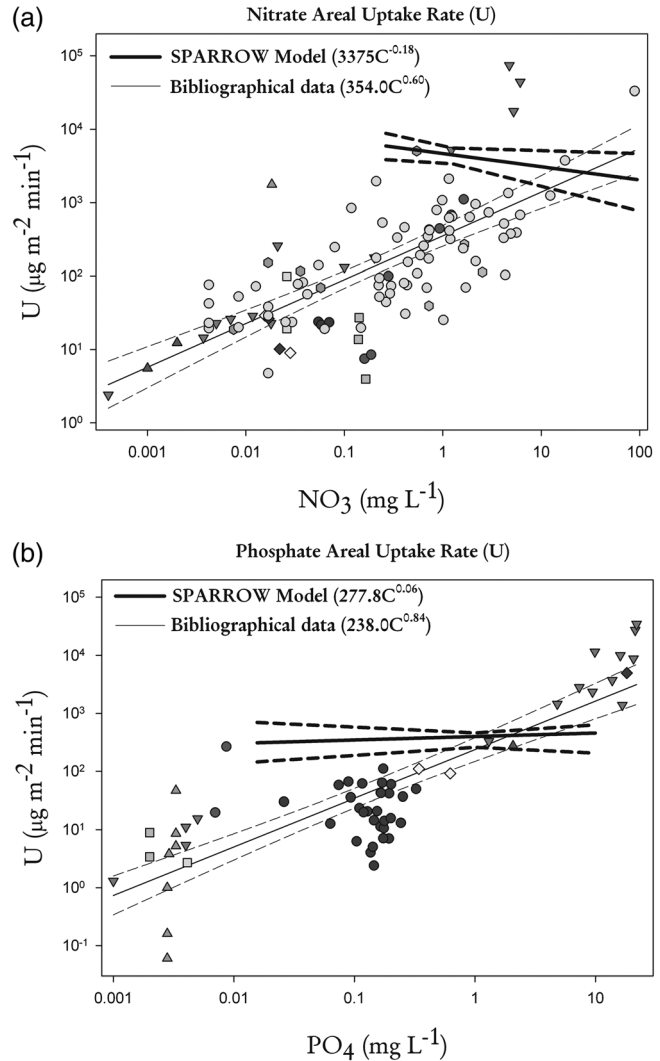 (a)
Nitrate Areal Uptake Rate (U)
SPARROW Model (3375C^-0.18)
Bibliographical data (354.0C^0.60)
10^5
10^4
10^3
10^2
10^1
10^0
U (µg m^-2 min^-1)
0.001 0.01 0.1 1 10 100
NO3 (mg L^-1)
(b)
Phosphate Areal Uptake Rate (U)
SPARROW Model (277.8C^0.06)
Bibliographical data (238.0C^0.84)
10^5
10^4
10^3
10^2
10^1
10^0
10^-1
U (µg m^-2 min^-1)
0.001 0.01 0.1 1 10
PO4 (mg L^-1)